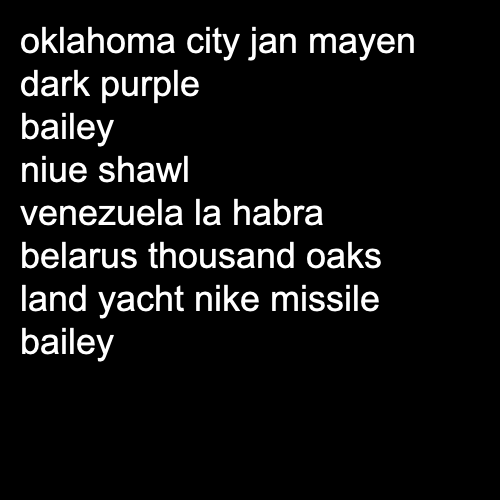 oklahoma city jan mayen
dark purple
bailey
niue shawl
venezuela la habra
belarus thousand oaks
land yacht nike missile
bailey